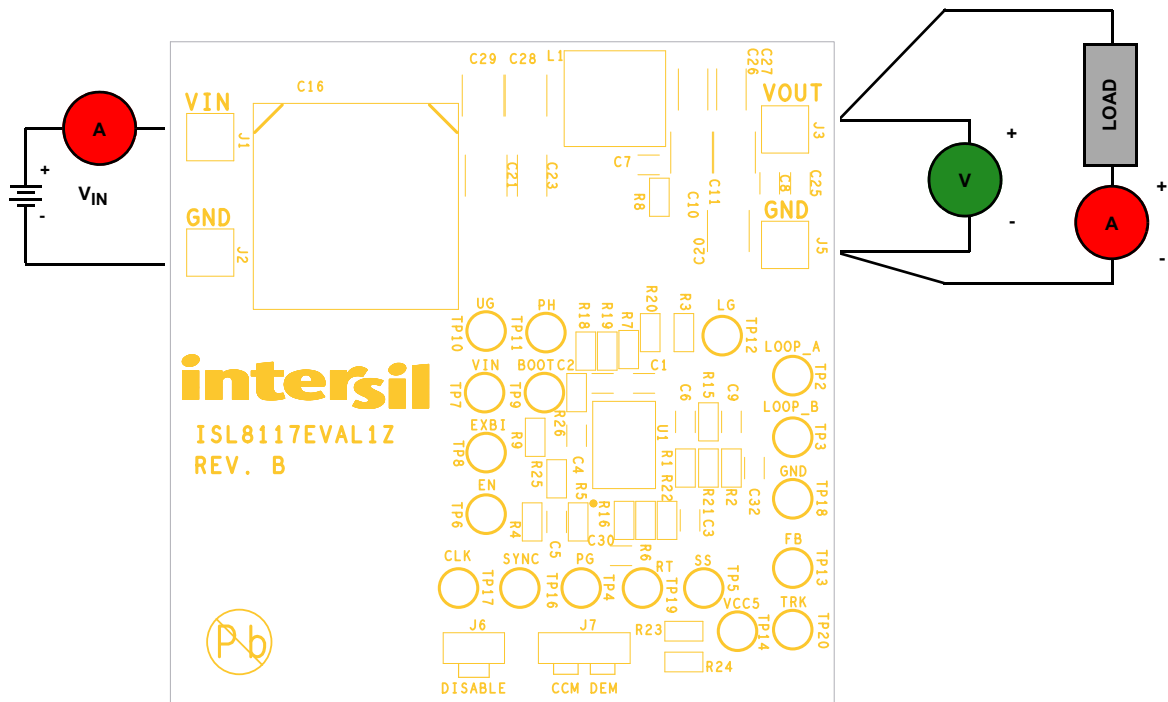 C29 C28 L1
C26
C27
C16
VIN
VOUT
LOAD
A
J1
J3
+
C7
C21
C23
V
+
VIN
-
R8
C10
C11
C8
C25
+
GND
GND
A
-
J2
C20
J5
-
UG
PH
R18
R19
R7
R20
R3
LG
TP10
TP11
TP12
LOOP_A
TP2
intersil
VIN
BOOT
C2
C1
TP7
TP9
R15
C6
C9
LOOP_B
TP3
ISL8117EVAL1Z
REV. B
EXBI
TP8
R9
R26
U1
C4
R1
GND
EN
TP6
R25
R5
R22
R21
R2
C32
TP18
R4
C5
R16
C30
R6
C3
FB
TP13
CLK
SYNC
PG
RT
SS
TP17
TP16
TP4
TP19
TP5
VCC5
TRK
TP14
TP20
Pb
J6
J7
R23
R24
DISABLE
CCM DEM